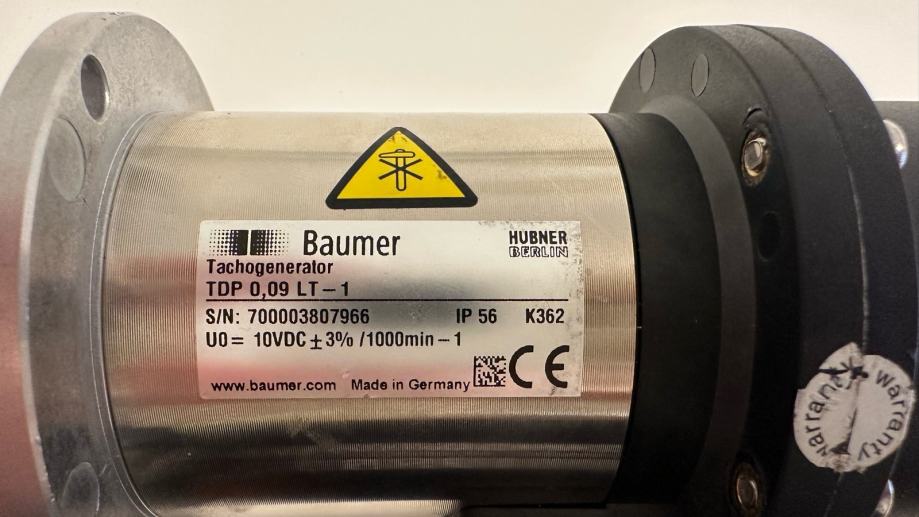 Baumer
HÜBNER
BERLIN
Tachogenerator
TDP 0,09 LT-1
S/N: 700003807966 IP 56 K362
U0= 10VDC ±3% /1000min-1
www.baumer.com Made in Germany CE
warranty warranty